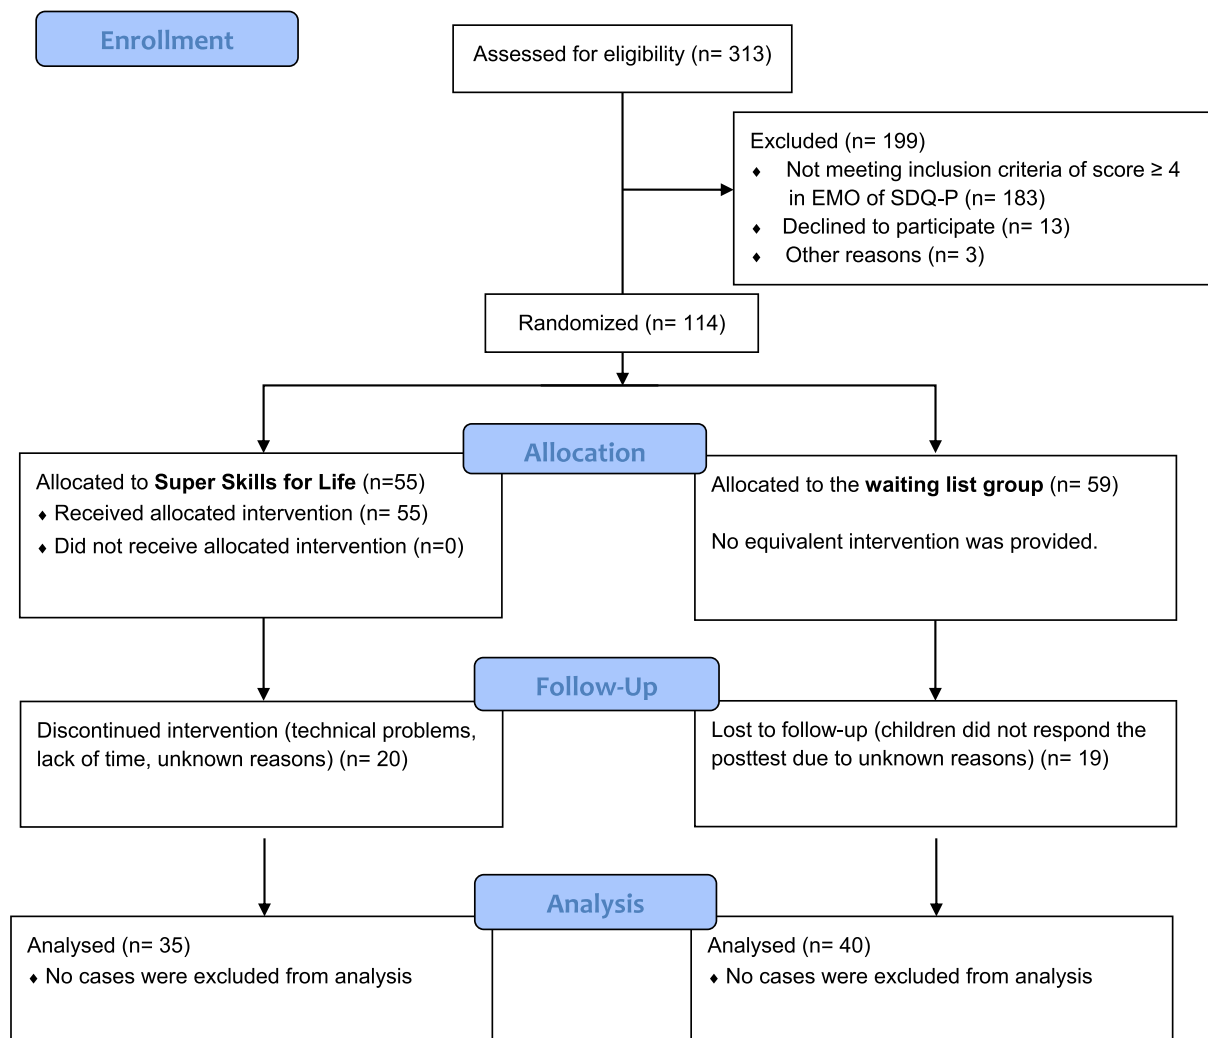 Enrollment
Assessed for eligibility (n= 313)
Excluded (n= 199)
♦ Not meeting inclusion criteria of score ≥ 4
in EMO of SDQ-P (n= 183)
♦ Declined to participate (n= 13)
♦ Other reasons (n= 3)
Randomized (n= 114)
Allocation
Allocated to Super Skills for Life (n=55)
♦ Received allocated intervention (n= 55)
♦ Did not receive allocated intervention (n=0)
Allocated to the waiting list group (n= 59)
No equivalent intervention was provided.
Follow-Up
Discontinued intervention (technical problems,
lack of time, unknown reasons) (n= 20)
Lost to follow-up (children did not respond the
posttest due to unknown reasons) (n= 19)
Analysis
Analysed (n= 35)
♦ No cases were excluded from analysis
Analysed (n= 40)
♦ No cases were excluded from analysis